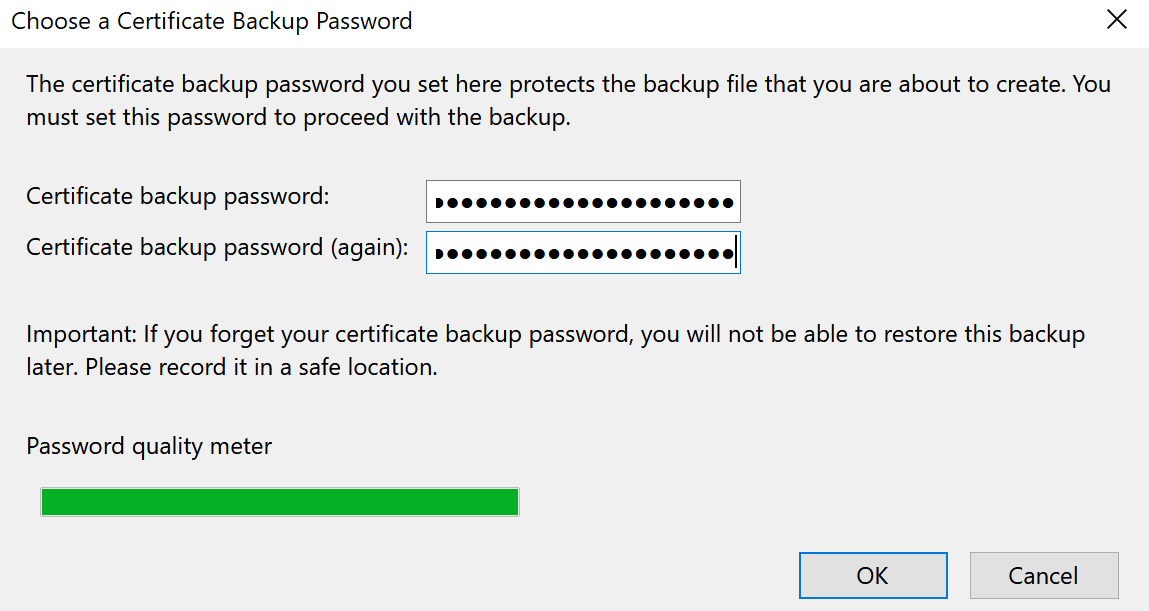 Choose a Certificate Backup Password
The certificate backup password you set here protects the backup file that you are about to create. You
must set this password to proceed with the backup.
Certificate backup password:
Certificate backup password (again):
Important: If you forget your certificate backup password, you will not be able to restore this backup
later. Please record it in a safe location.
Password quality meter
OK
Cancel